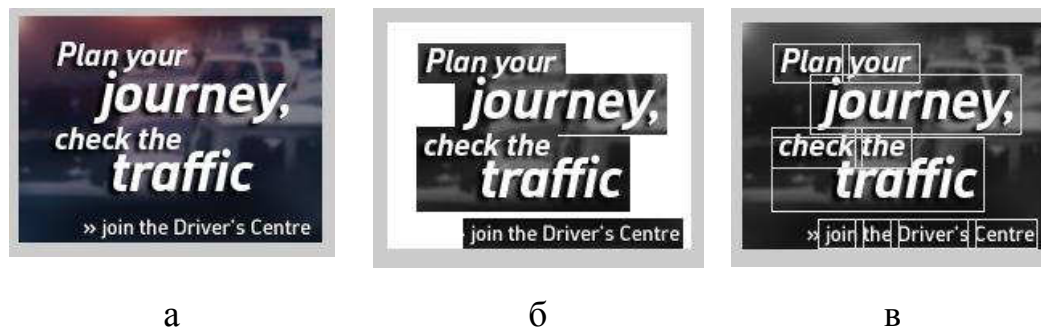 Plan your
journey,
check the
traffic
» join the Driver's Centre
Plan your
journey,
check the
traffic
join the Driver's Centre
Plan your
journey,
check the
traffic
» join the Driver's Centre
а
б
в